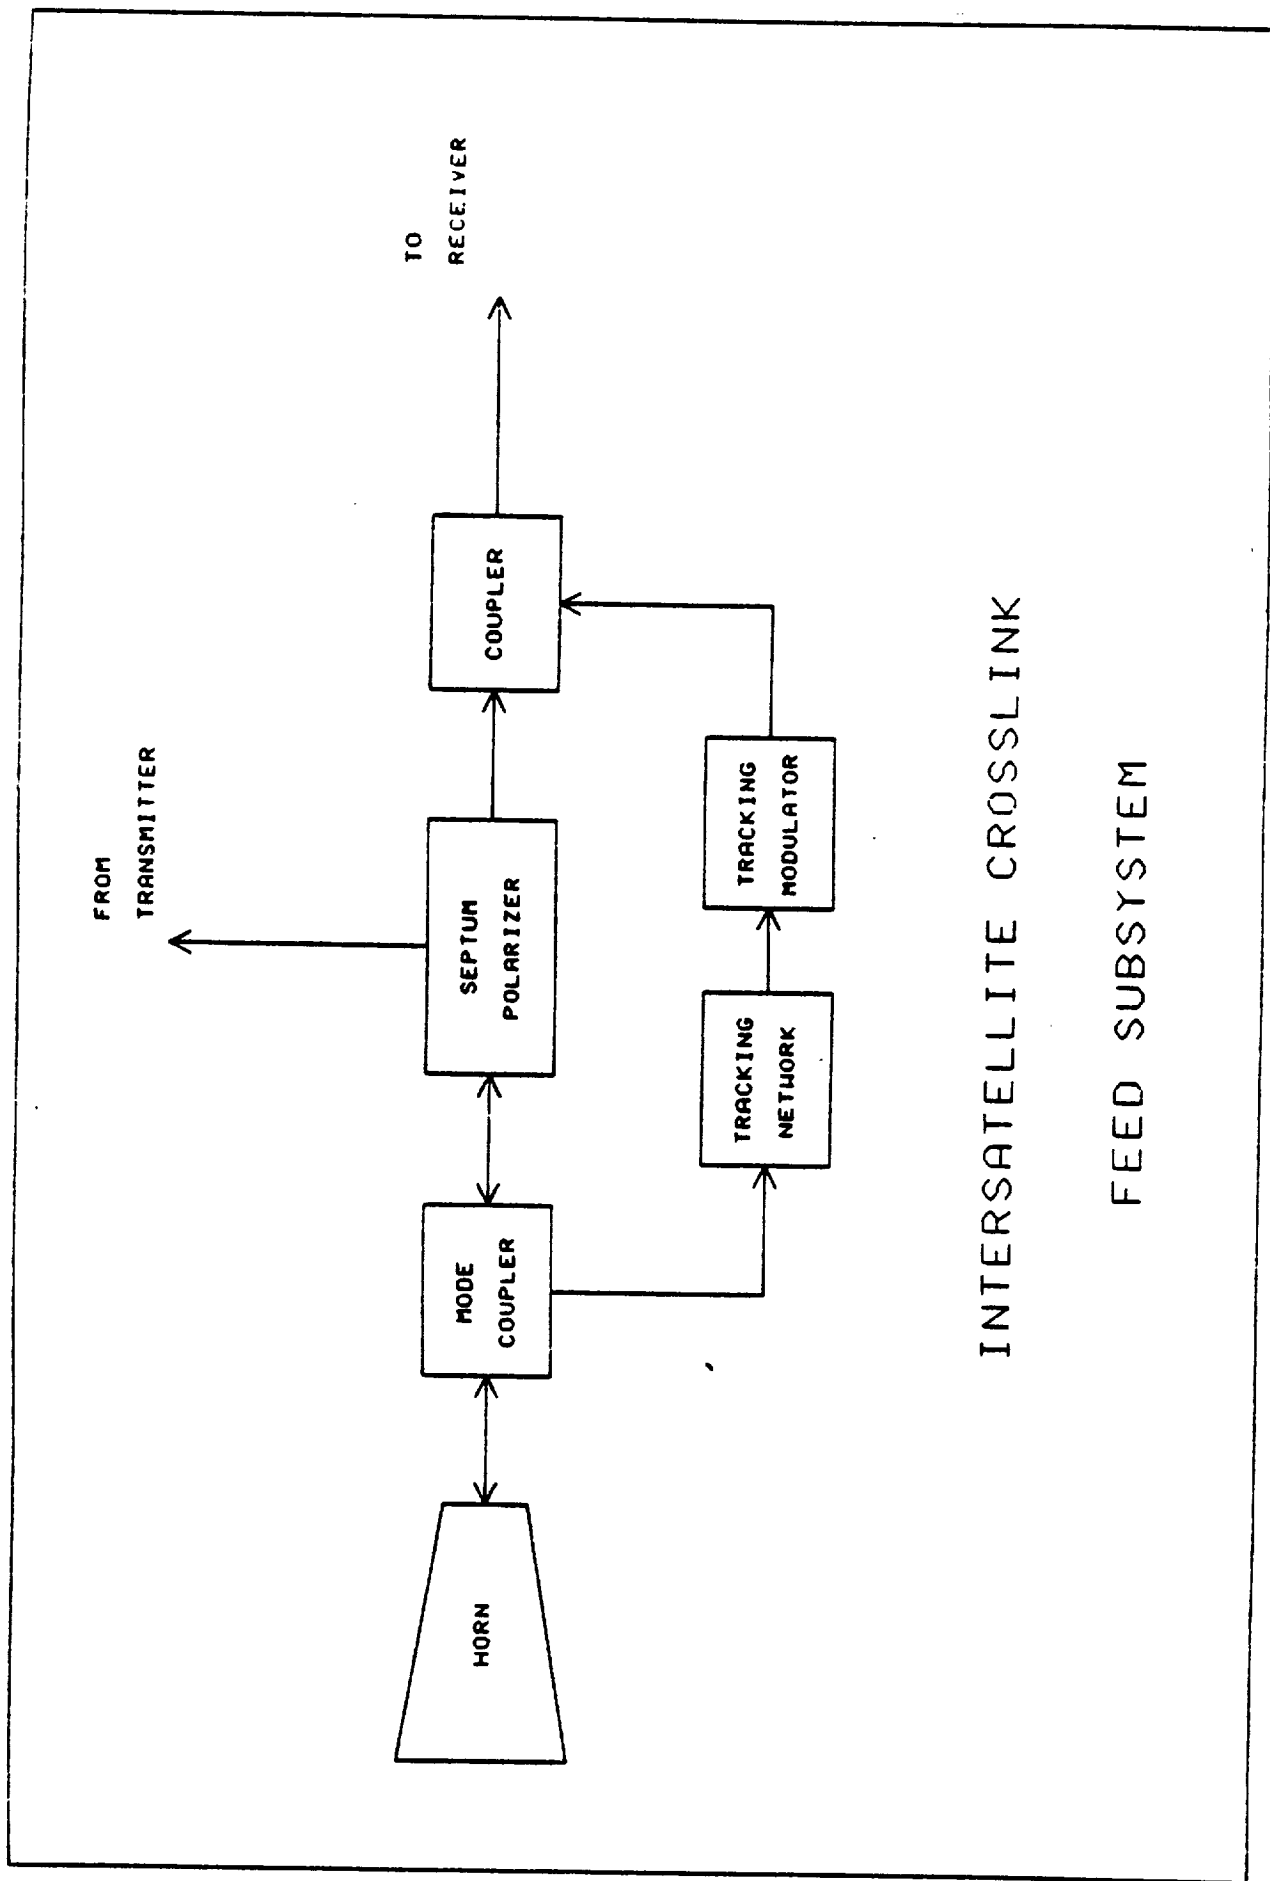 FROM
TRANSMITTER
TO
RECEIVER
HORN
MODE
COUPLER
SEPTUM
POLARIZER
COUPLER
TRACKING
NETWORK
TRACKING
MODULATOR
INTERSATELLITE CROSSLINK
FEED SUBSYSTEM